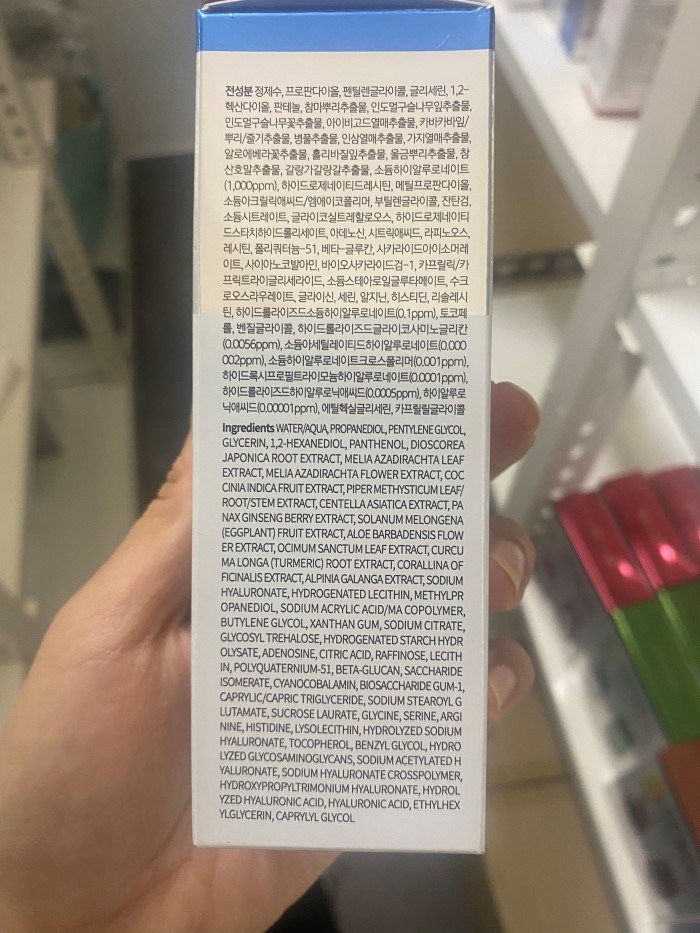 전성분 정제수, 프로판다이올, 펜틸렌글라이콜, 글리세린, 1,2-
헥산다이올, 판테놀, 참마뿌리추출물, 인도멀구슬나무잎추출물,
인도멀구슬나무꽃추출물, 아이비고드열매추출물, 카바카바잎/
뿌리/줄기추출물, 병풀추출물, 인삼열매추출물, 가지열매추출물,
알로에베라꽃추출물, 홀리바질잎추출물, 울금뿌리추출물, 참
산호말추출물, 갈랑가갈랑갈추출물, 소듐하이알루로네이트
(1,000ppm), 하이드로제네이티드레시틴, 메틸프로판다이올,
소듐아크릴릭애씨드/엠에이코폴리머, 부틸렌글라이콜, 잔탄검,
소듐시트레이트, 글라이코실트레할로오스, 하이드로제네이티
드스타치하이드롤리세이트, 아데노신, 시트릭애씨드, 라피노오스,
레시틴, 폴리쿼터늄-51, 베타-글루칸, 사카라이드아이소머레
이트, 사이아노코발아민, 바이오사카라이드검-1, 카프릴릭/카
프릭트라이글리세라이드, 소듐스테아로일글루타메이트, 수크
로오스라우레이트, 글라이신, 세린, 알지닌, 히스티딘, 리솔레시
틴, 하이드롤라이즈드소듐하이알루로네이트(0.1ppm), 토코페
롤, 벤질글라이콜, 하이드롤라이즈드글라이코사미노글리칸
(0.0056ppm), 소듐아세틸레이티드하이알루로네이트(0.000
002ppm), 소듐하이알루로네이트크로스폴리머(0.001ppm),
하이드록시프로필트라이모늄하이알루로네이트(0.0001ppm),
하이드롤라이즈드하이알루로닉애씨드(0.0005ppm), 하이알루로
닉애씨드(0.00001ppm), 에틸헥실글리세린, 카프릴릴글라이콜
Ingredients WATER/AQUA, PROPANEDIOL, PENTYLENE GLYCOL,
GLYCERIN, 1,2-HEXANEDIOL, PANTHENOL, DIOSCOREA
JAPONICA ROOT EXTRACT, MELIA AZADIRACHTA LEAF
EXTRACT, MELIA AZADIRACHTA FLOWER EXTRACT, COC
CINIA INDICA FRUIT EXTRACT, PIPER METHYSTICUM LEAF/
ROOT/STEM EXTRACT, CENTELLA ASIATICA EXTRACT, PA
NAX GINSENG BERRY EXTRACT, SOLANUM MELONGENA
(EGGPLANT) FRUIT EXTRACT, ALOE BARBADENSIS FLOW
ER EXTRACT, OCIMUM SANCTUM LEAF EXTRACT, CURCU
MA LONGA (TURMERIC) ROOT EXTRACT, CORALLINA OF
FICINALIS EXTRACT, ALPINIA GALANGA EXTRACT, SODIUM
HYALURONATE, HYDROGENATED LECITHIN, METHYLPR
OPANEDIOL, SODIUM ACRYLIC ACID/MA COPOLYMER,
BUTYLENE GLYCOL, XANTHAN GUM, SODIUM CITRATE,
GLYCOSYL TREHALOSE, HYDROGENATED STARCH HYDR
OLYSATE, ADENOSINE, CITRIC ACID, RAFFINOSE, LECITH
IN, POLYQUATERNIUM-51, BETA-GLUCAN, SACCHARIDE
ISOMERATE, CYANOCOBALAMIN, BIOSACCHARIDE GUM-1,
CAPRYLIC/CAPRIC TRIGLYCERIDE, SODIUM STEAROYL G
LUTAMATE, SUCROSE LAURATE, GLYCINE, SERINE, ARGI
NINE, HISTIDINE, LYSOLECITHIN, HYDROLYZED SODIUM
HYALURONATE, TOCOPHEROL, BENZYL GLYCOL, HYDRO
LYZED GLYCOSAMINOGLYCANS, SODIUM ACETYLATED H
YALURONATE, SODIUM HYALURONATE CROSSPOLYMER,
HYDROXYPROPYLTRIMONIUM HYALURONATE, HYDROL
YZED HYALURONIC ACID, HYALURONIC ACID, ETHYLHEX
YLGLYCERIN, CAPRYLYL GLYCOL